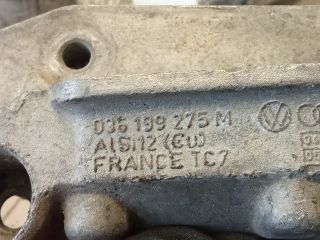 036 199 275 M
AlSi12 (Cu)
FRANCE TC7